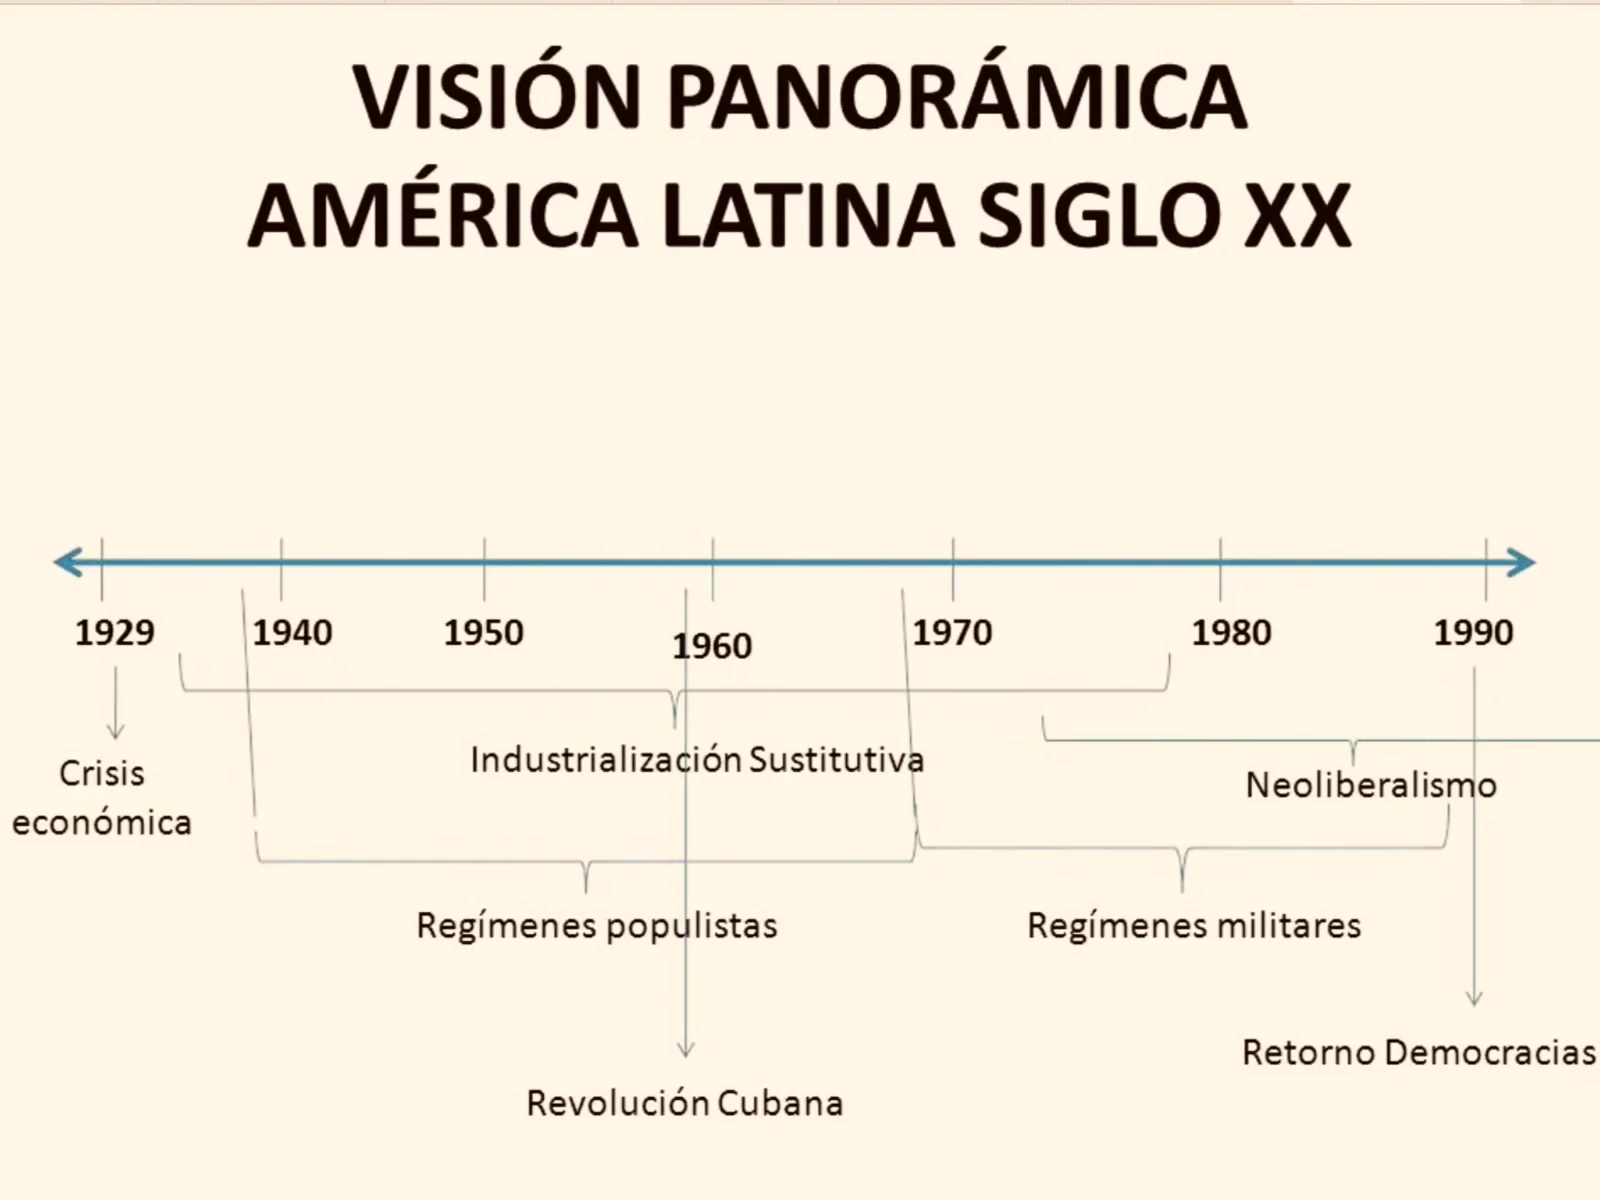 VISIÓN PANORÁMICA
AMÉRICA LATINA SIGLO XX
1929
1940
1950
1960
1970
1980
1990
Industrialización Sustitutiva
Crisis
económica
Neoliberalismo
Regímenes populistas
Regímenes militares
Retorno Democracias
Revolución Cubana